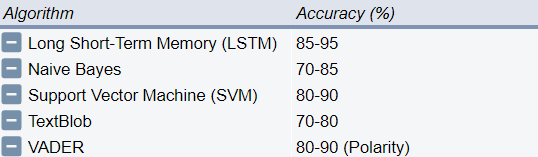 Algorithm Accuracy (%)
Long Short-Term Memory (LSTM) 85-95
Naive Bayes 70-85
Support Vector Machine (SVM) 80-90
TextBlob 70-80
VADER 80-90 (Polarity)